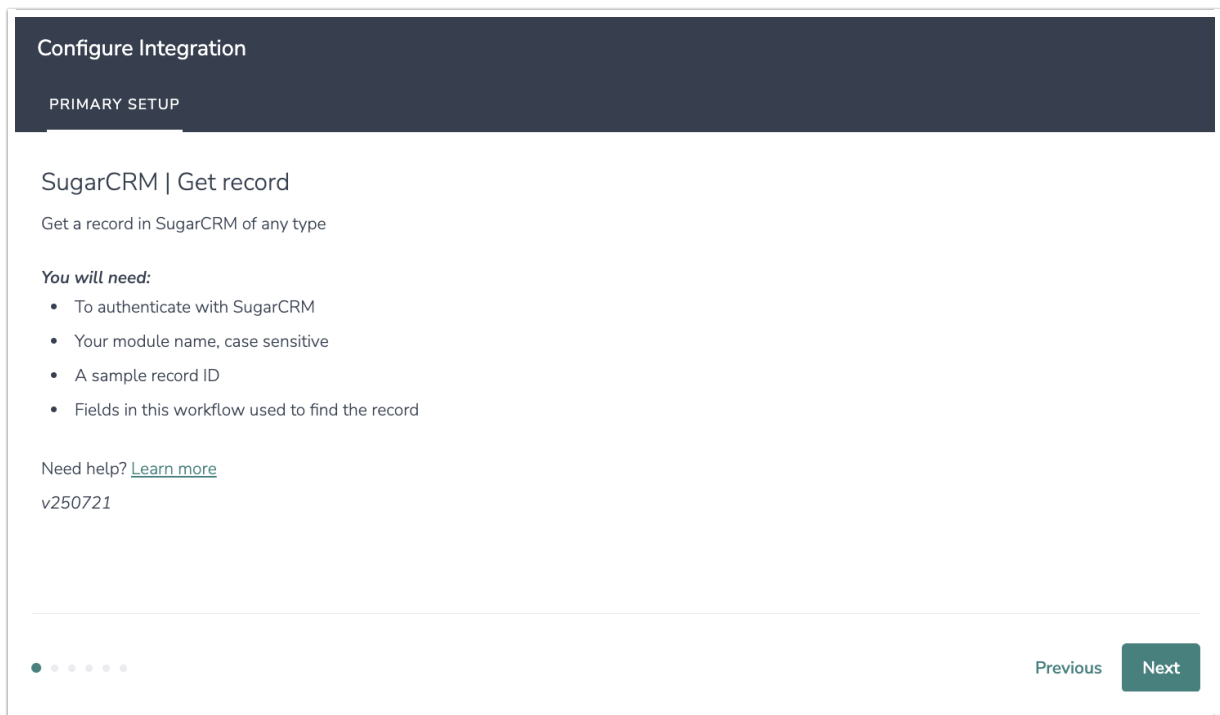 Configure Integration
PRIMARY SETUP
SugarCRM | Get record
Get a record in SugarCRM of any type
You will need:
• To authenticate with SugarCRM
• Your module name, case sensitive
• A sample record ID
• Fields in this workflow used to find the record
Need help? Learn more
v250721
Previous Next